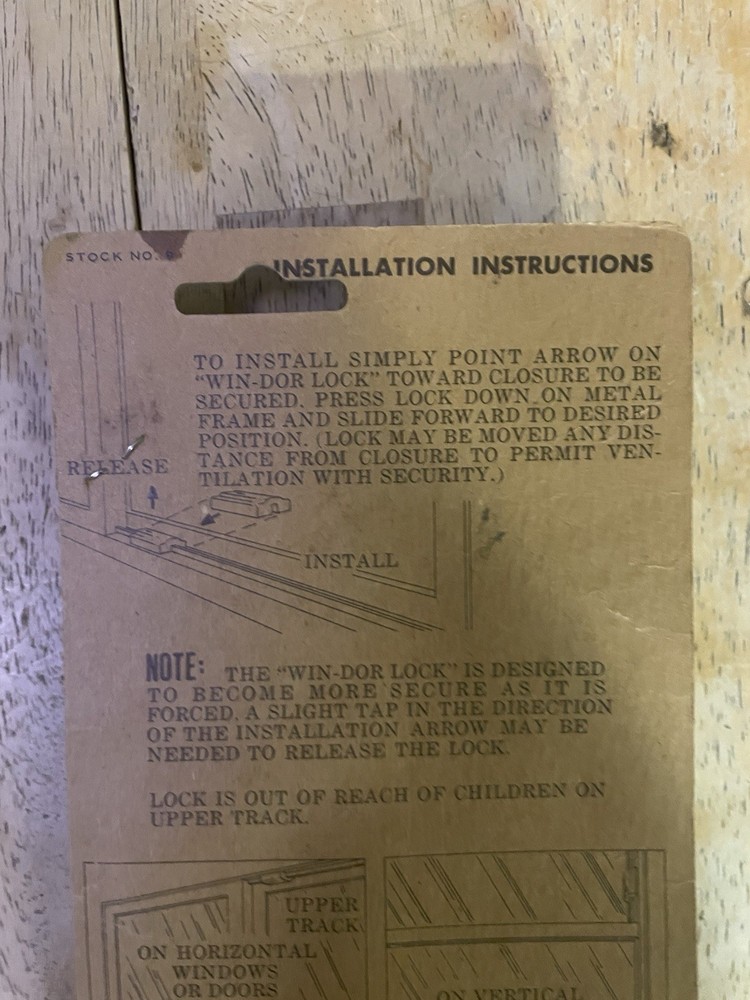 STOCK NO.
INSTALLATION INSTRUCTIONS
TO INSTALL SIMPLY POINT ARROW ON
“WIN-DOR LOCK” TOWARD CLOSURE TO BE
SECURED. PRESS LOCK DOWN ON METAL
FRAME AND SLIDE FORWARD TO DESIRED
POSITION. (LOCK MAY BE MOVED ANY DIS-
TANCE FROM CLOSURE TO PERMIT VEN-
TILATION WITH SECURITY.)
RELEASE
INSTALL
NOTE: THE “WIN-DOR LOCK” IS DESIGNED
TO BECOME MORE SECURE AS IT IS
FORCED. A SLIGHT TAP IN THE DIRECTION
OF THE INSTALLATION ARROW MAY BE
NEEDED TO RELEASE THE LOCK.
LOCK IS OUT OF REACH OF CHILDREN ON
UPPER TRACK.
UPPER
TRACK
ON HORIZONTAL
WINDOWS
OR DOORS
ON VERTICAL